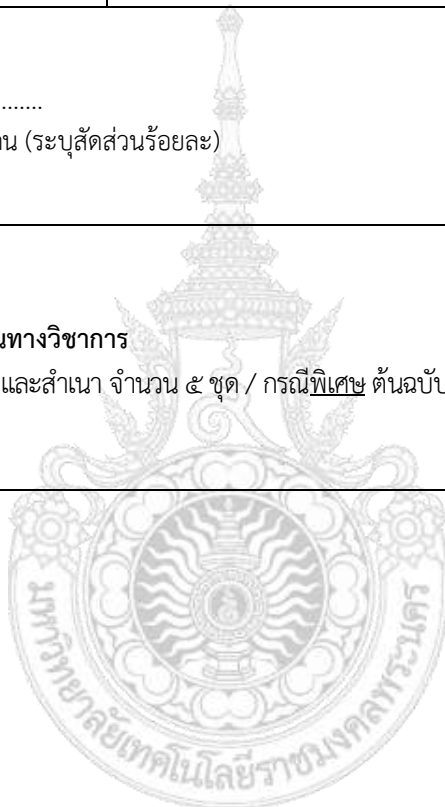 ........
าน (ระบุสัดส่วนร้อยละ)
นทางวิชาการ
และสำเนา จำนวน ๕ ชุด / กรณีพิเศษ ต้นฉบับ
มหาวิทยาลัยเทคโนโลยีราชมงคลพระนคร